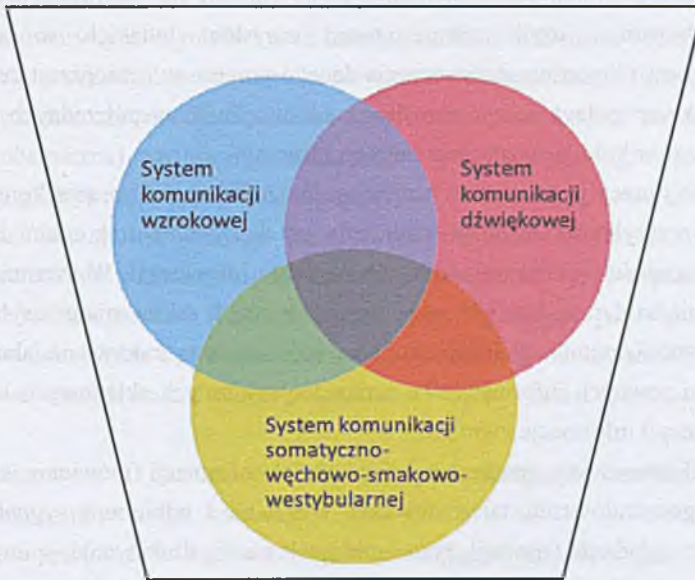 System
komunikacji
wzrokowej
System
komunikacji
dźwiękowej
System komunikacji
somatyczno-
węchowo-smakowo-
westybularnej